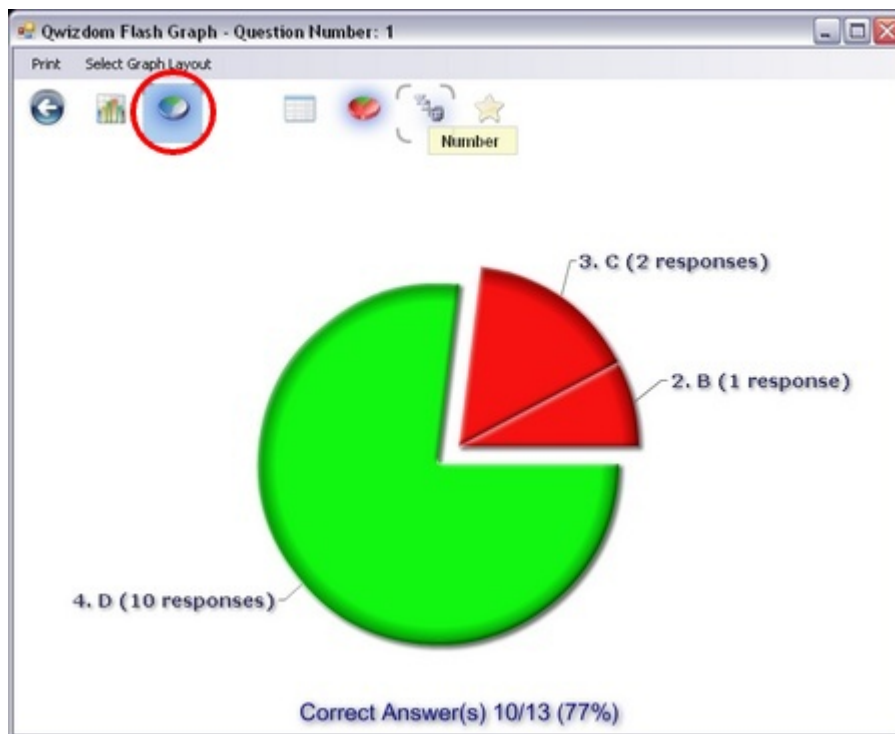 Qwizdom Flash Graph - Question Number: 1
Print Select Graph Layout
Number
3. C (2 responses)
2. B (1 response)
4. D (10 responses)
Correct Answer(s) 10/13 (77%)